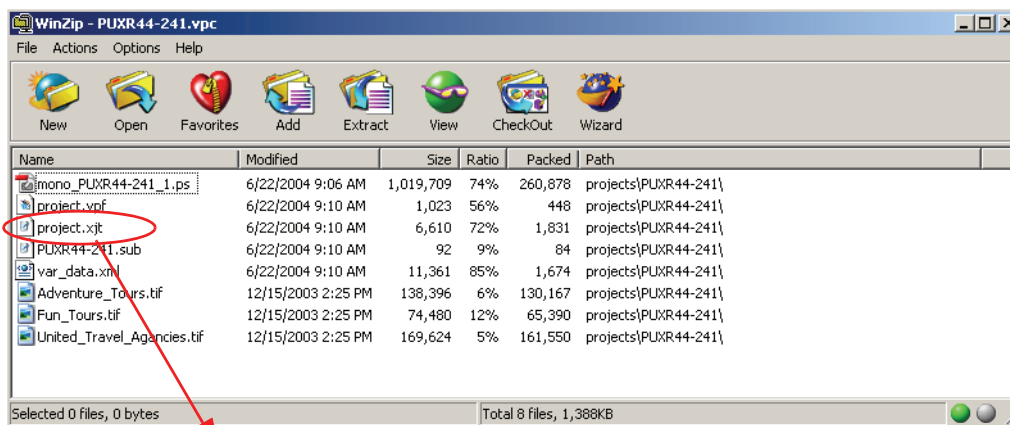 WinZip - PUXR44-241.vpc
File Actions Options Help
New Open Favorites Add Extract View CheckOut Wizard
Name Modified Size Ratio Packed Path
mono_PUXR44-241_1.ps 6/22/2004 9:06 AM 1,019,709 74% 260,878 projects\PUXR44-241\
project.vpf 6/22/2004 9:10 AM 1,023 56% 448 projects\PUXR44-241\
project.xjt 6/22/2004 9:10 AM 6,610 72% 1,831 projects\PUXR44-241\
PUXR44-241.sub 6/22/2004 9:10 AM 92 9% 84 projects\PUXR44-241\
var_data.xml 6/22/2004 9:10 AM 11,361 85% 1,674 projects\PUXR44-241\
Adventure_Tours.tif 12/15/2003 2:25 PM 138,396 6% 130,167 projects\PUXR44-241\
Fun_Tours.tif 12/15/2003 2:25 PM 74,480 12% 65,390 projects\PUXR44-241\
United_Travel_Agancies.tif 12/15/2003 2:25 PM 169,624 5% 161,550 projects\PUXR44-241\
Selected 0 files, 0 bytes Total 8 files, 1,388KB